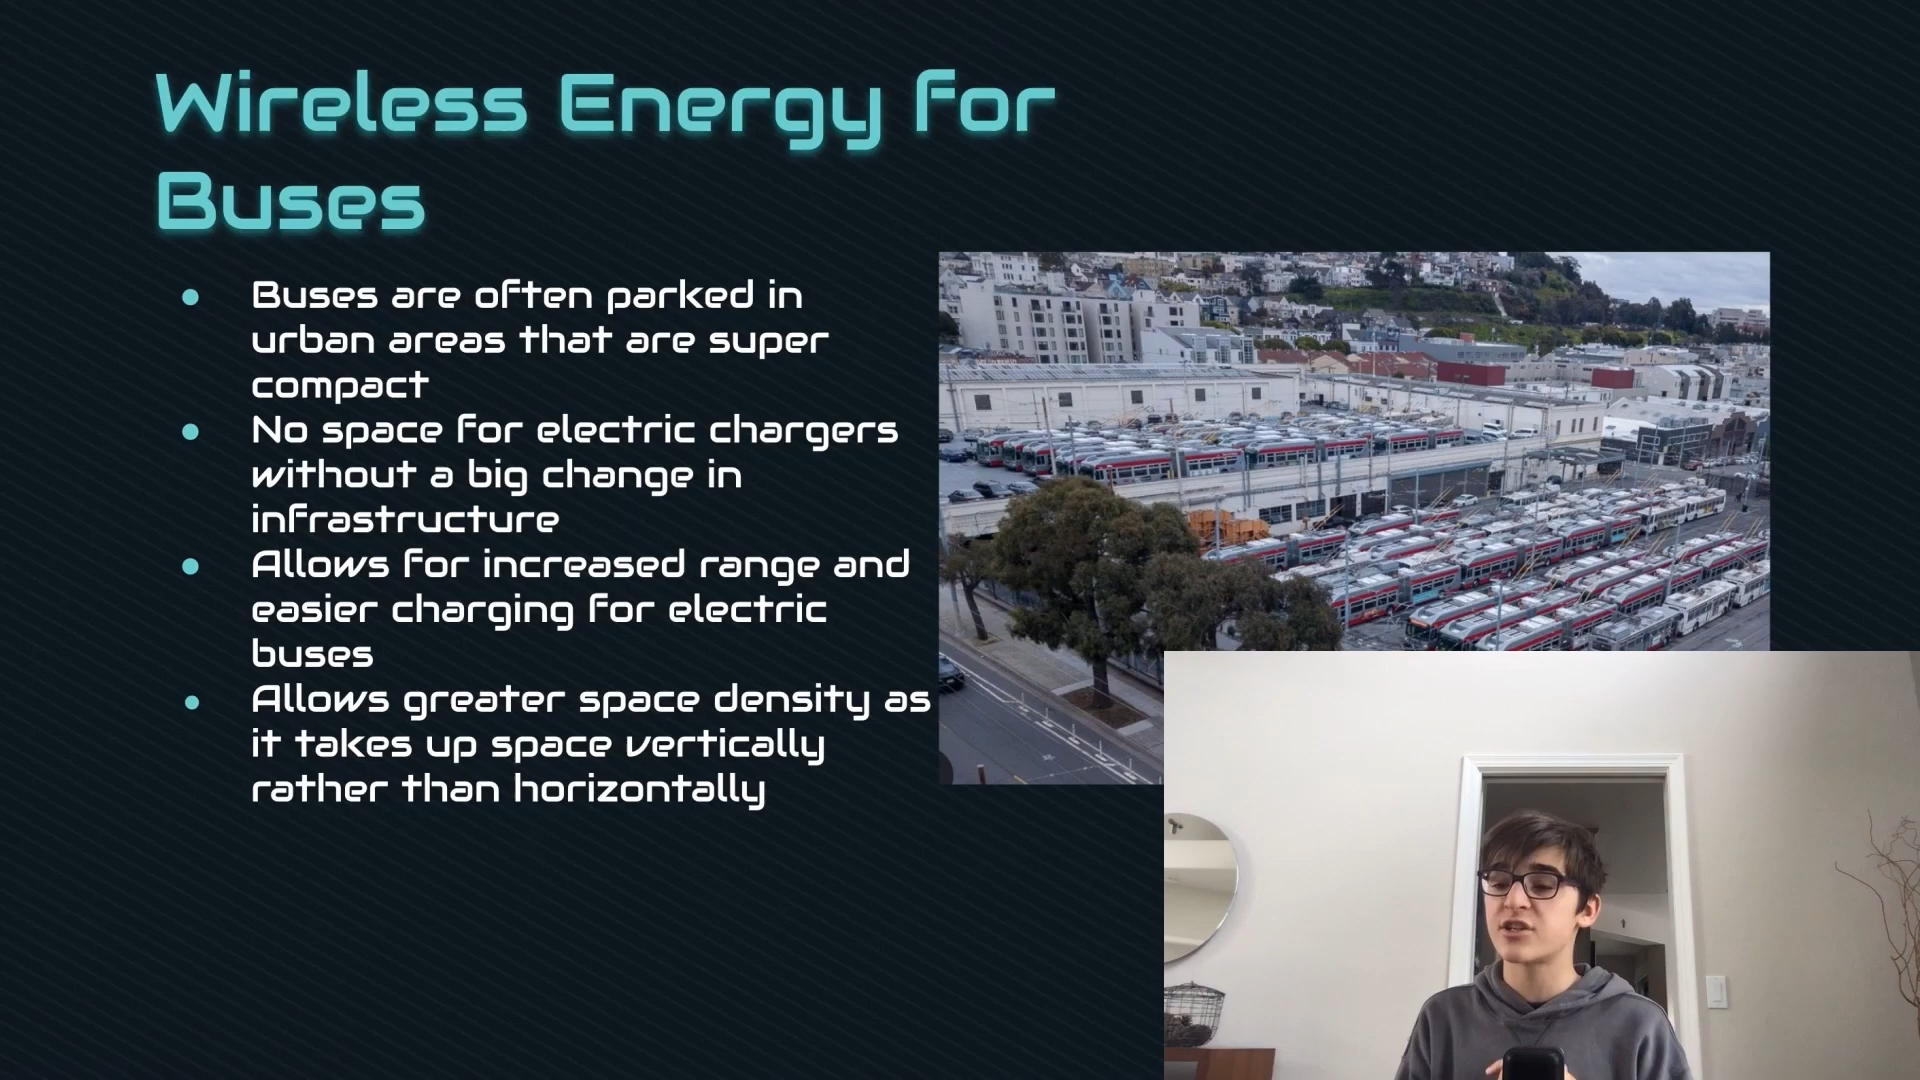 Wireless Energy for
Buses
Buses are often parked in
urban areas that are super
compact
No space for electric chargers
without a big change in
infrastructure
Allows for increased range and
easier charging for electric
buses
Allows greater space density as
it takes up space vertically
rather than horizontally